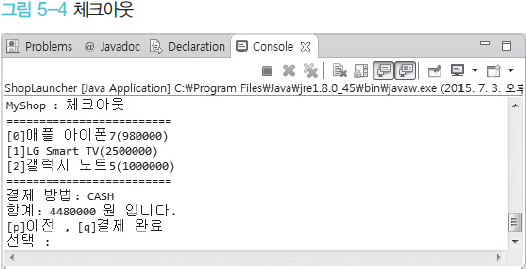 그림 5-4 체크아웃
Problems @ Javadoc Declaration Console
ShopLauncher [Java Application] C:₩Program Files₩Java₩jre1.8.0_45₩bin₩javaw.exe (2015. 7. 3. 오후
MyShop : 체크아웃
=========================
[0]애플 아이폰7(980000)
[1]LG Smart TV(2500000)
[2]갤럭시 노트5(1000000)
=========================
결제 방법 : CASH
합계: 4480000 원 입니다.
[p]이전 , [q]결제 완료
선택 :